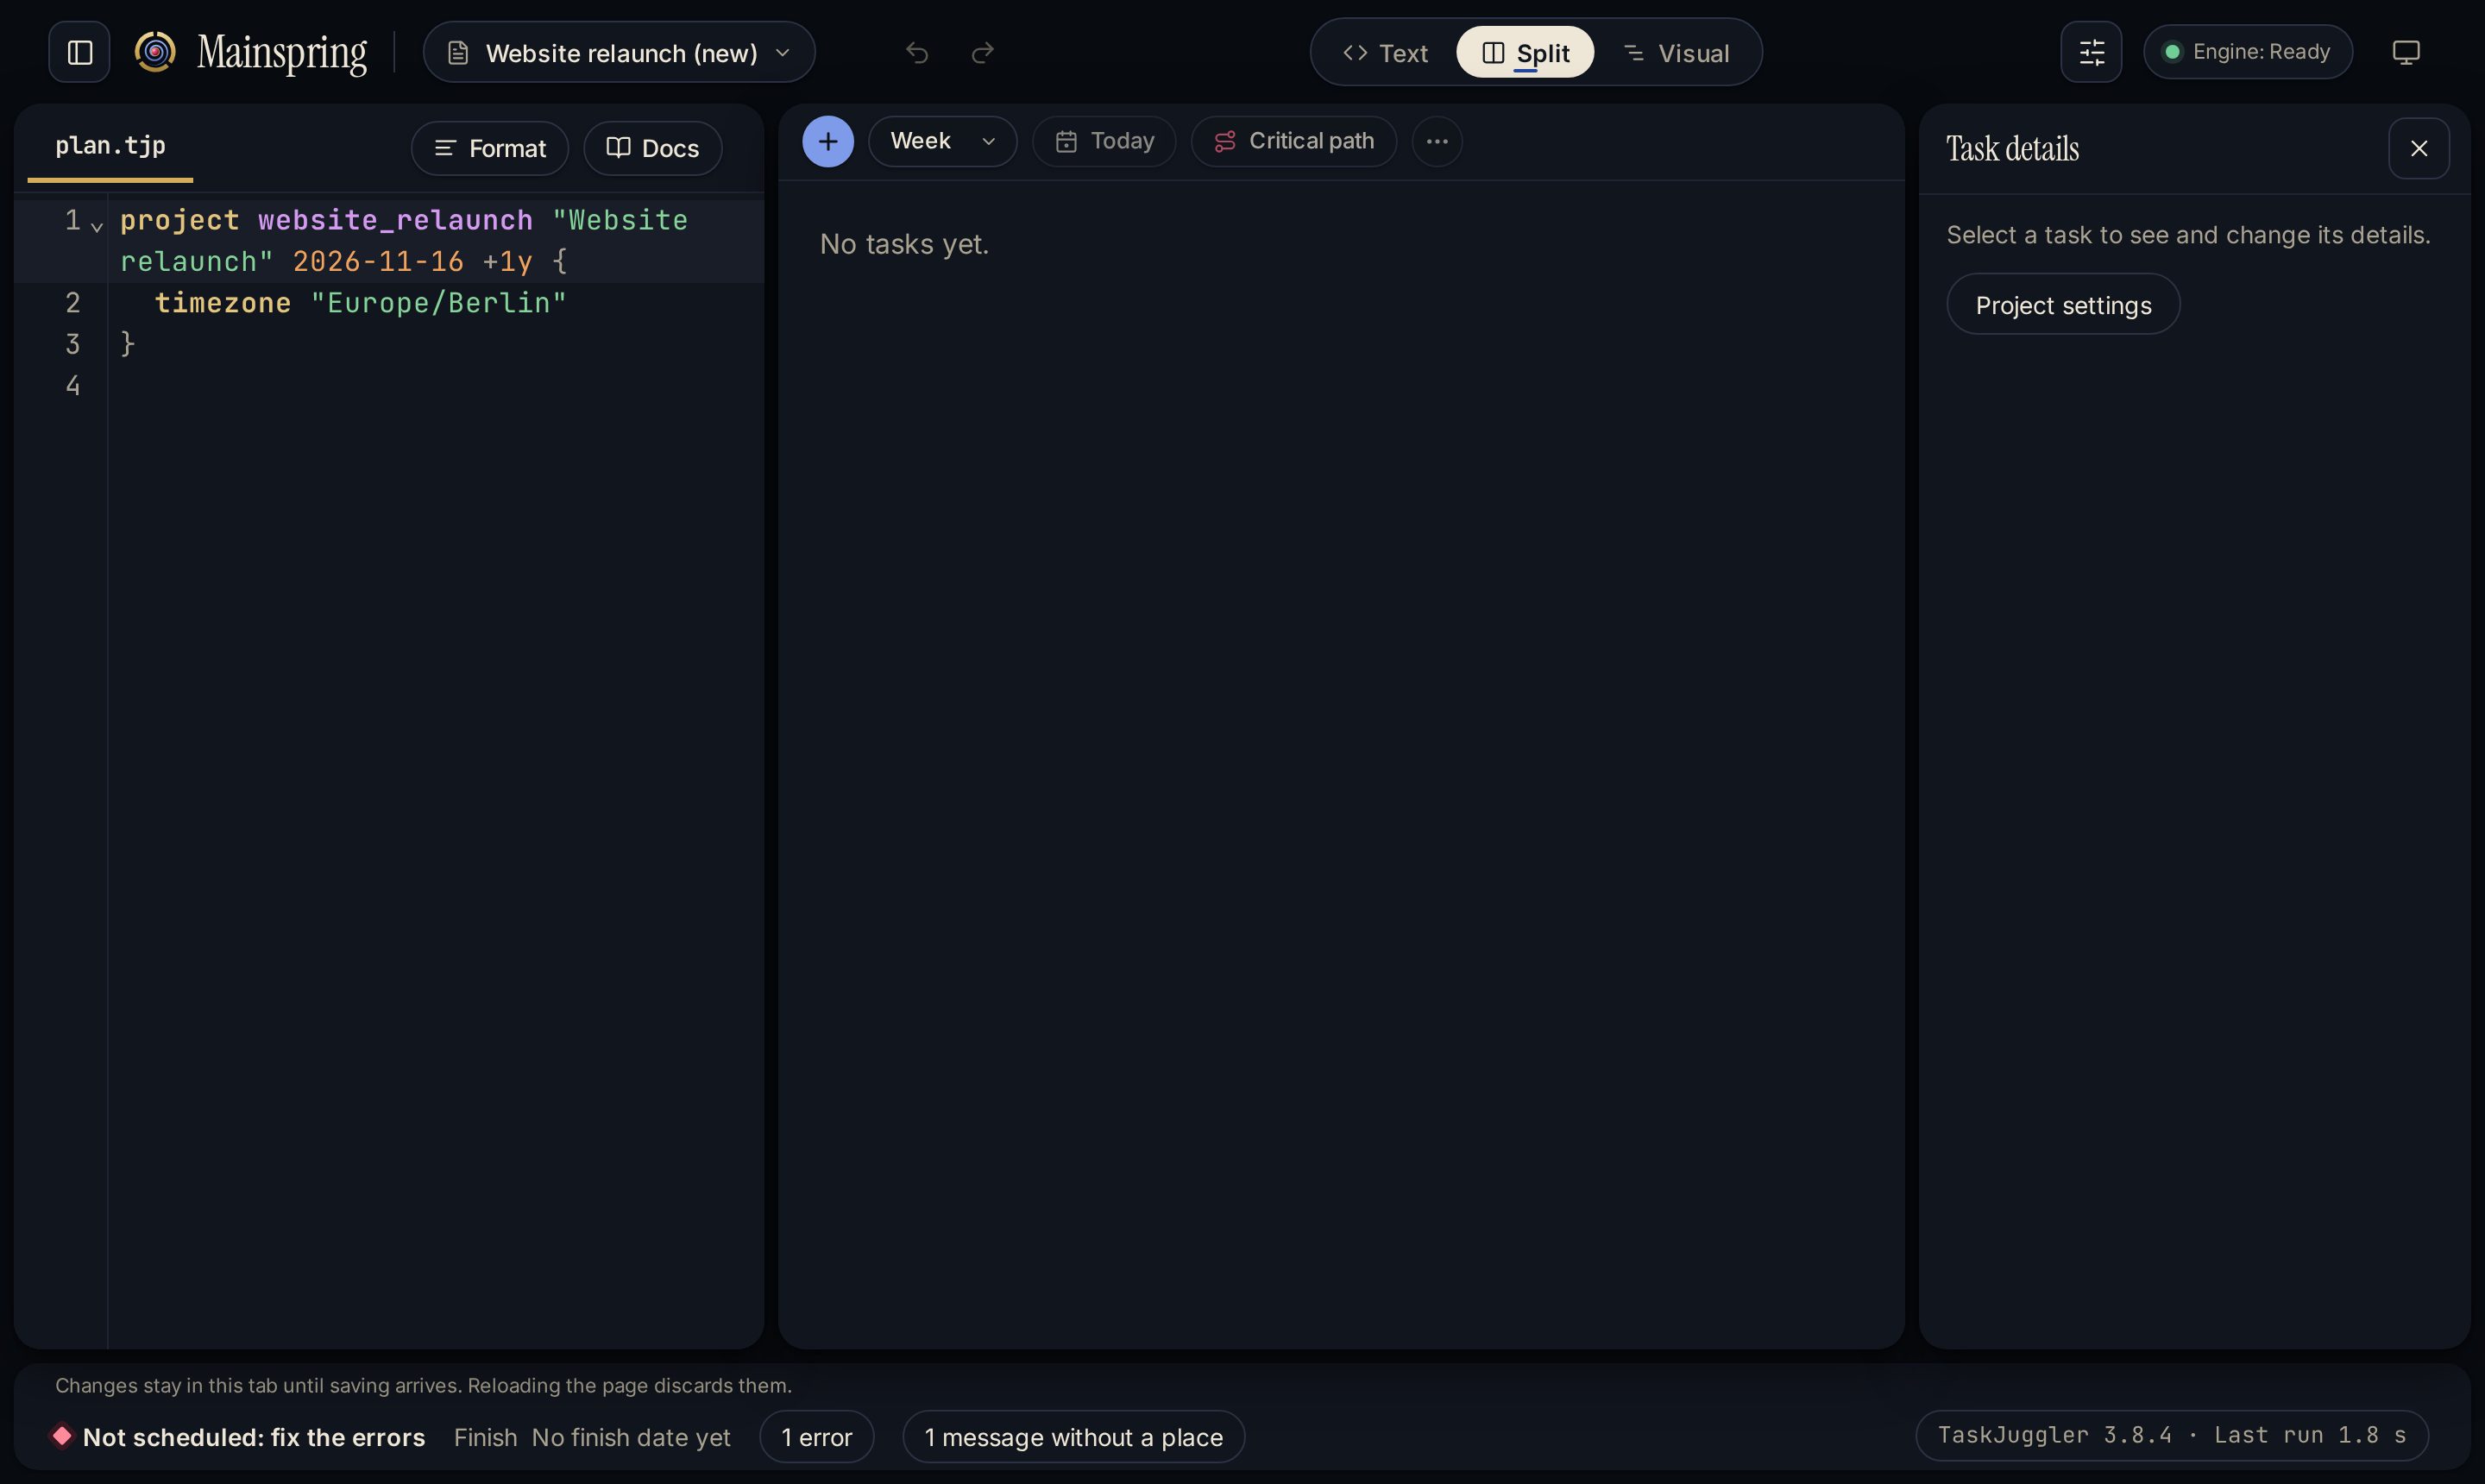 Mainspring
Website relaunch (new)
Text
Split
Visual
Engine: Ready
plan.tjp
Format
Docs
1 project website_relaunch "Website
relaunch" 2026-11-16 +1y {
2 timezone "Europe/Berlin"
3 }
4
Week
Today
Critical path
No tasks yet.
Task details
Select a task to see and change its details.
Project settings
Changes stay in this tab until saving arrives. Reloading the page discards them.
Not scheduled: fix the errors Finish No finish date yet 1 error 1 message without a place
TaskJuggler 3.8.4 · Last run 1.8 s